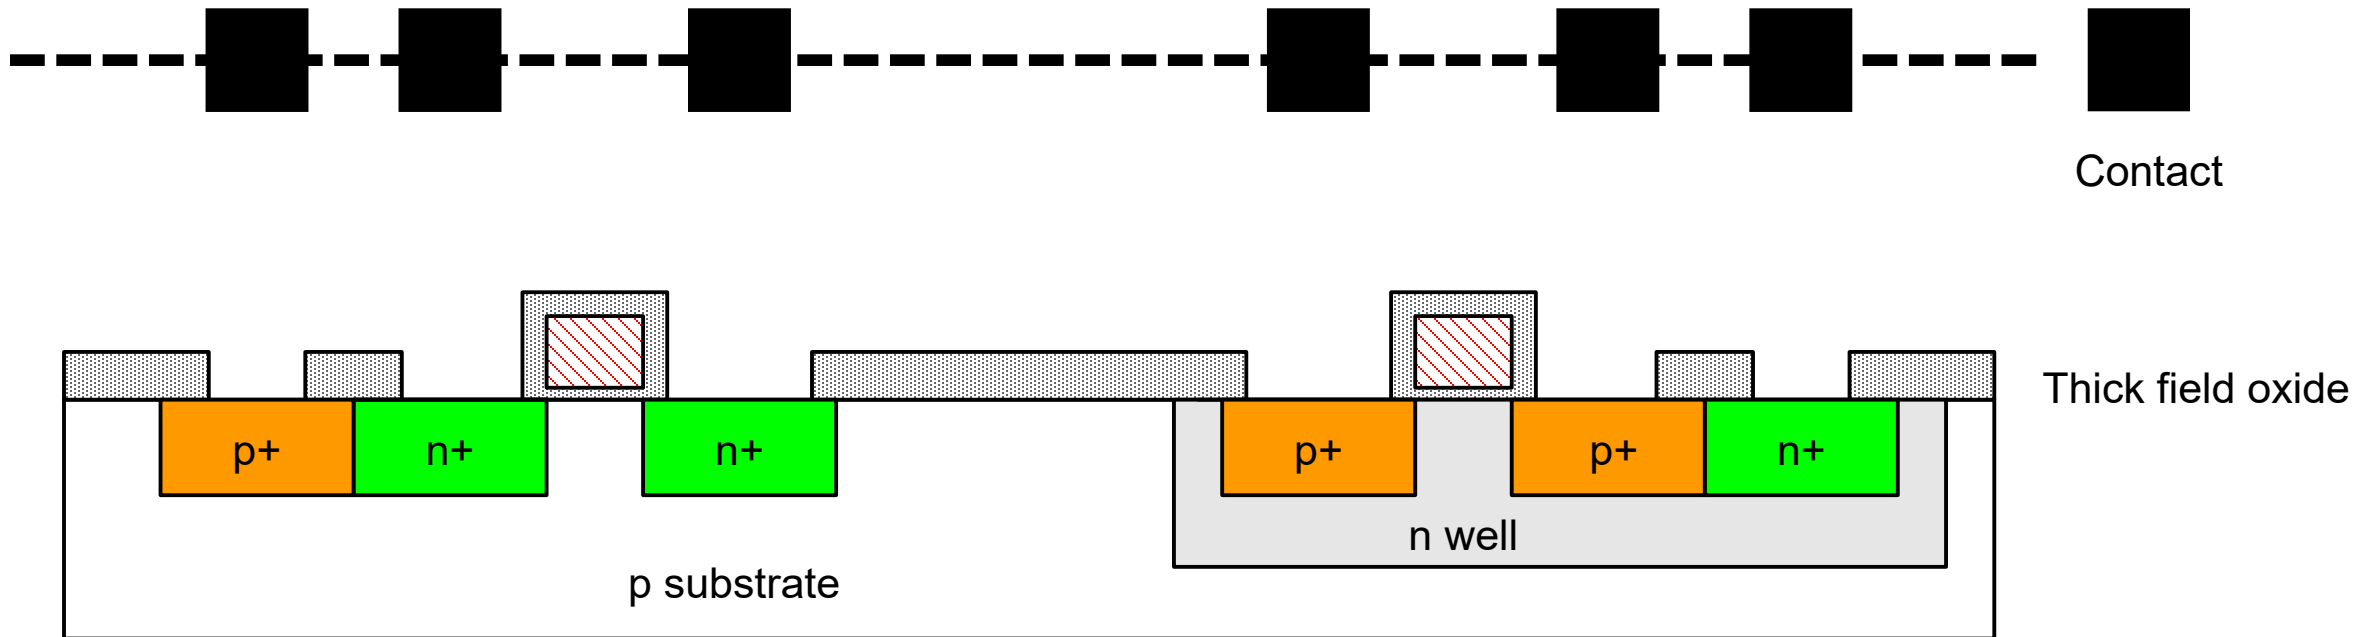 Contact
Thick field oxide
p+
n+
n+
p+
p+
n+
n well
p substrate